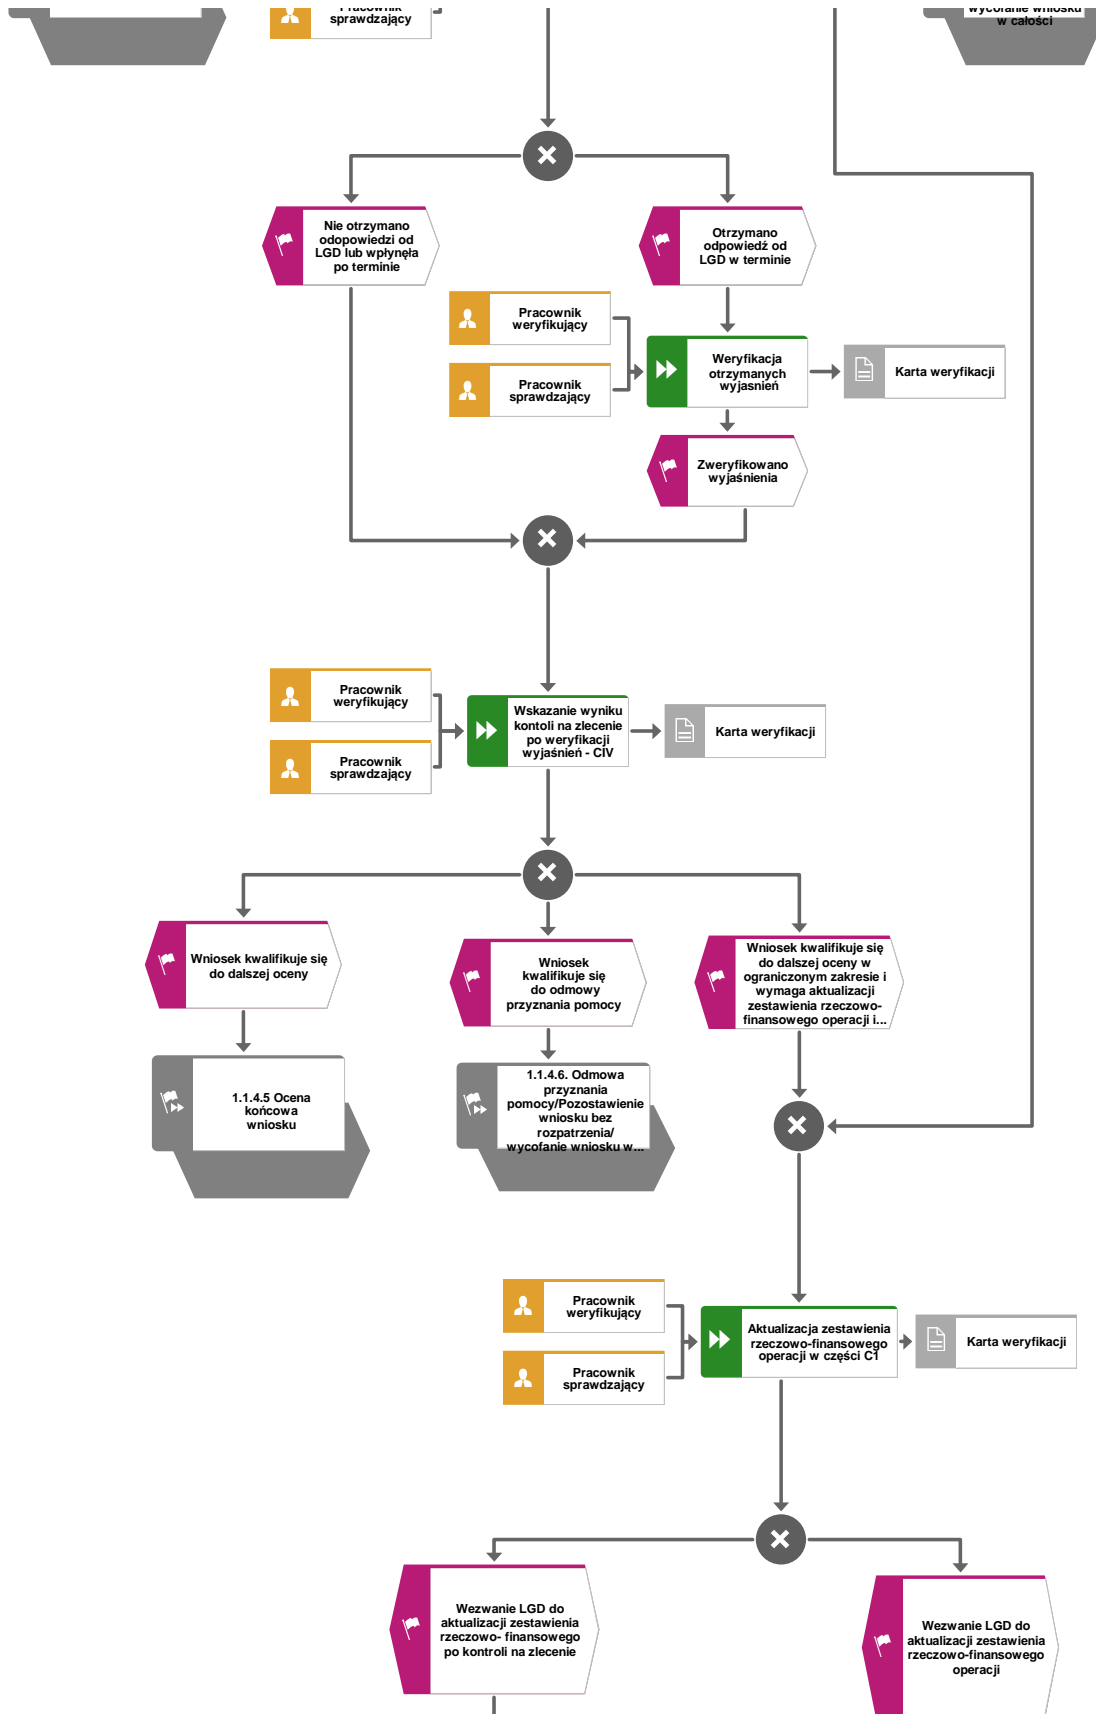 Pracownik
sprawdzający
wycofanie wniosku
w całości
Nie otrzymano
odopowiedzi od
LGD lub wpłynęła
po terminie
Otrzymano
odpowiedź od
LGD w terminie
Pracownik
weryfikujący
Pracownik
sprawdzający
Weryfikacja
otrzymanych
wyjasnień
Karta weryfikacji
Zweryfikowano
wyjaśnienia
Pracownik
weryfikujący
Pracownik
sprawdzający
Wskazanie wyniku
kontoli na zlecenie
po weryfikacji
wyjaśnień - CIV
Karta weryfikacji
Wniosek kwalifikuje się
do dalszej oceny
Wniosek
kwalifikuje się
do odmowy
przyznania pomocy
Wniosek kwalifikuje się
do dalszej oceny w
ograniczonym zakresie i
wymaga aktualizacji
zestawienia rzeczowo-
finansowego operacji i...
1.1.4.5 Ocena
końcowa
wniosku
1.1.4.6. Odmowa
przyznania
pomocy/Pozostawienie
wniosku bez
rozpatrzenia/
wycofanie wniosku w...
Pracownik
weryfikujący
Pracownik
sprawdzający
Aktualizacja zestawienia
rzeczowo-finansowego
operacji w części C1
Karta weryfikacji
Wezwanie LGD do
aktualizacji zestawienia
rzeczowo- finansowego
po kontroli na zlecenie
Wezwanie LGD do
aktualizacji zestawienia
rzeczowo-finansowego
operacji